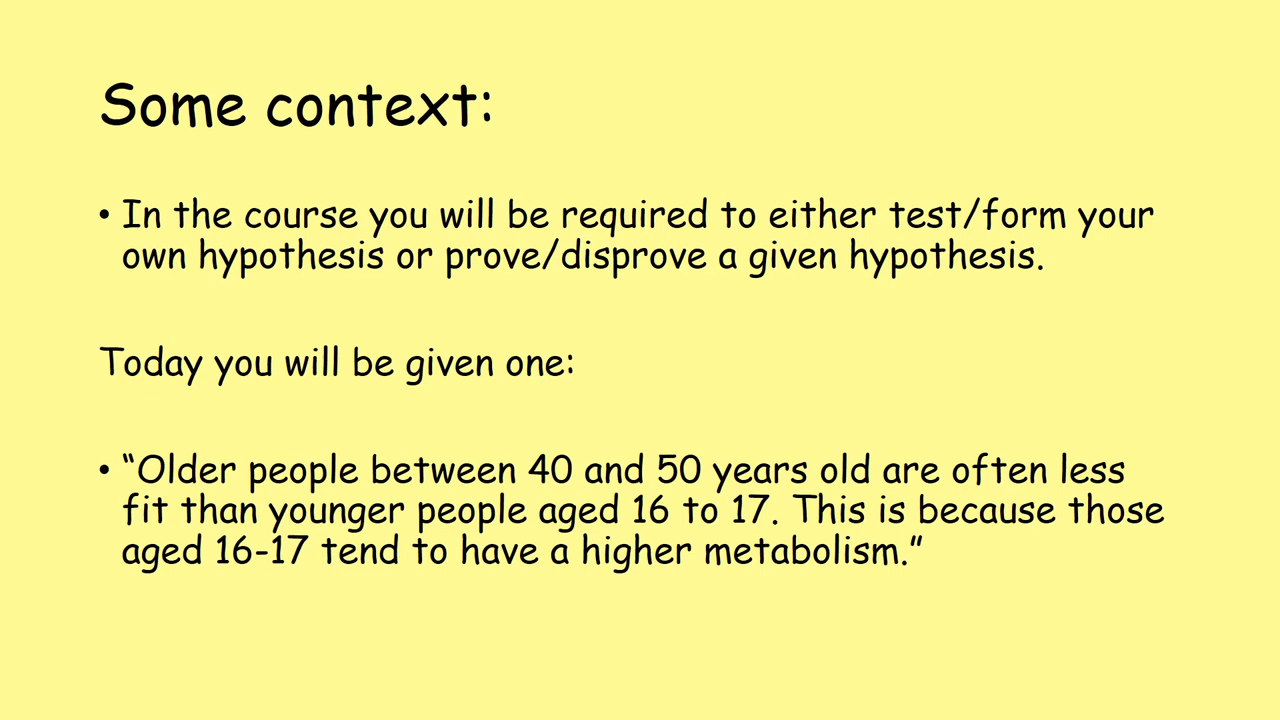 Some context:
• In the course you will be required to either test/form your
own hypothesis or prove/disprove a given hypothesis.
Today you will be given one:
• “Older people between 40 and 50 years old are often less
fit than younger people aged 16 to 17. This is because those
aged 16-17 tend to have a higher metabolism.”